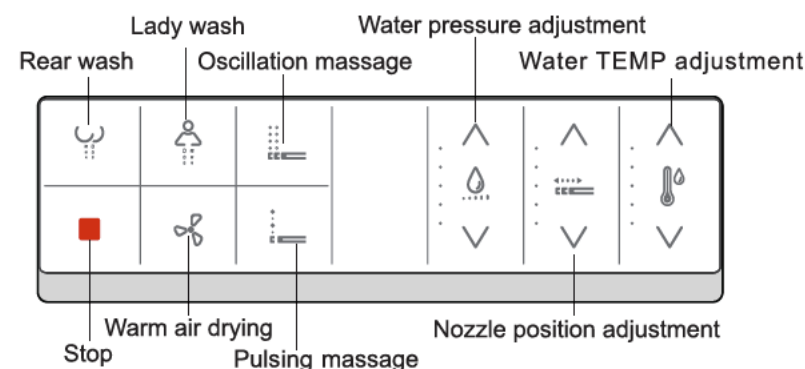 Lady wash
Water pressure adjustment
Rear wash
Oscillation massage
Water TEMP adjustment
Warm air drying
Nozzle position adjustment
Stop
Pulsing massage